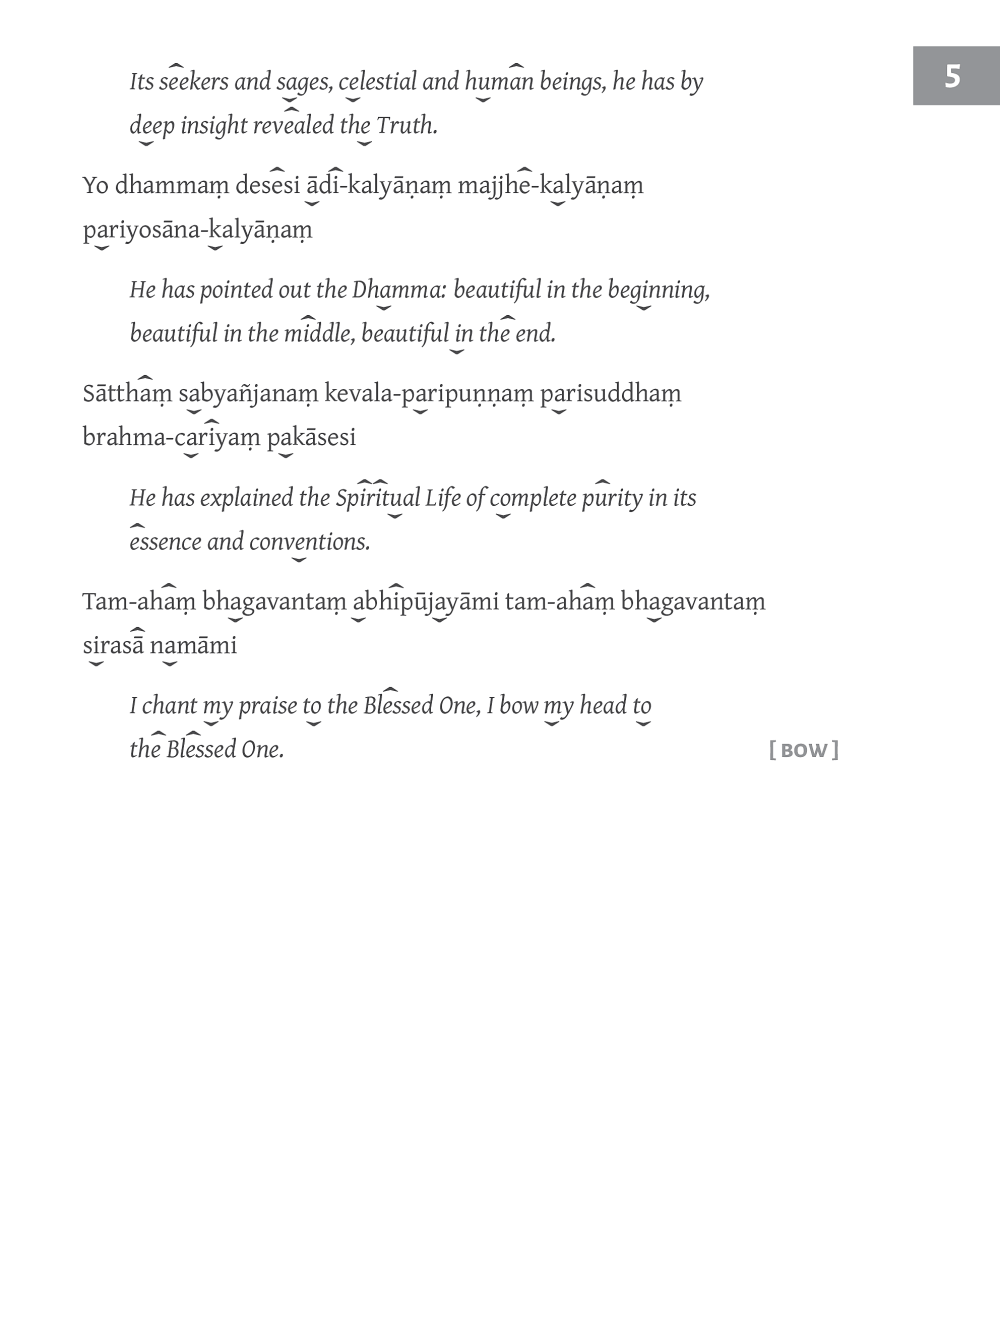 5
Its seekers and sages, celestial and human beings, he has by
deep insight revealed the Truth.
Yo dhammaṃ desesi ādi-kalyāṇaṃ majjhe-kalyāṇaṃ
pariyosāna-kalyāṇaṃ
He has pointed out the Dhamma: beautiful in the beginning,
beautiful in the middle, beautiful in the end.
Sātthaṃ sabyañjanaṃ kevala-paripuṇṇaṃ parisuddhaṃ
brahma-cariyaṃ pakāsesi
He has explained the Spiritual Life of complete purity in its
essence and conventions.
Tam-ahaṃ bhagavantaṃ abhipūjayāmi tam-ahaṃ bhagavantaṃ
sirasā namāmi
I chant my praise to the Blessed One, I bow my head to
the Blessed One. [ BOW ]